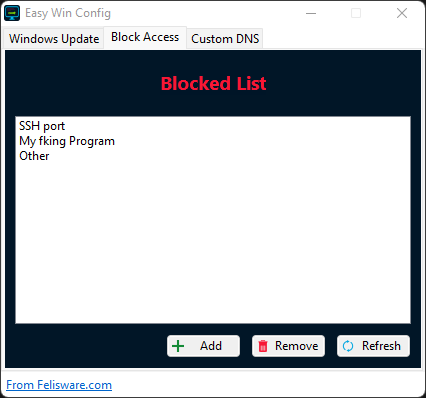 Easy Win Config
Windows Update Block Access Custom DNS
Blocked List
SSH port
My fking Program
Other
Add Remove Refresh
From Felisware.com